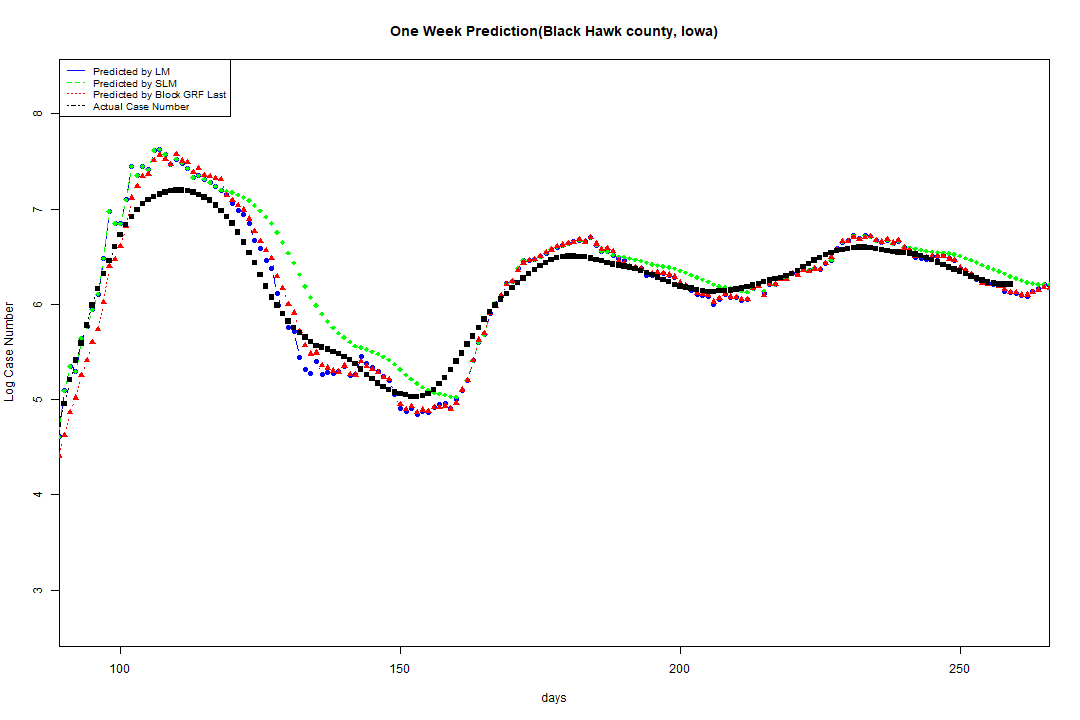 One Week Prediction(Black Hawk county, Iowa)
Predicted by LM
Predicted by SLM
Predicted by Block GRF Last
Actual Case Number
Log Case Number
8
7
6
5
4
3
100 150 200 250
days